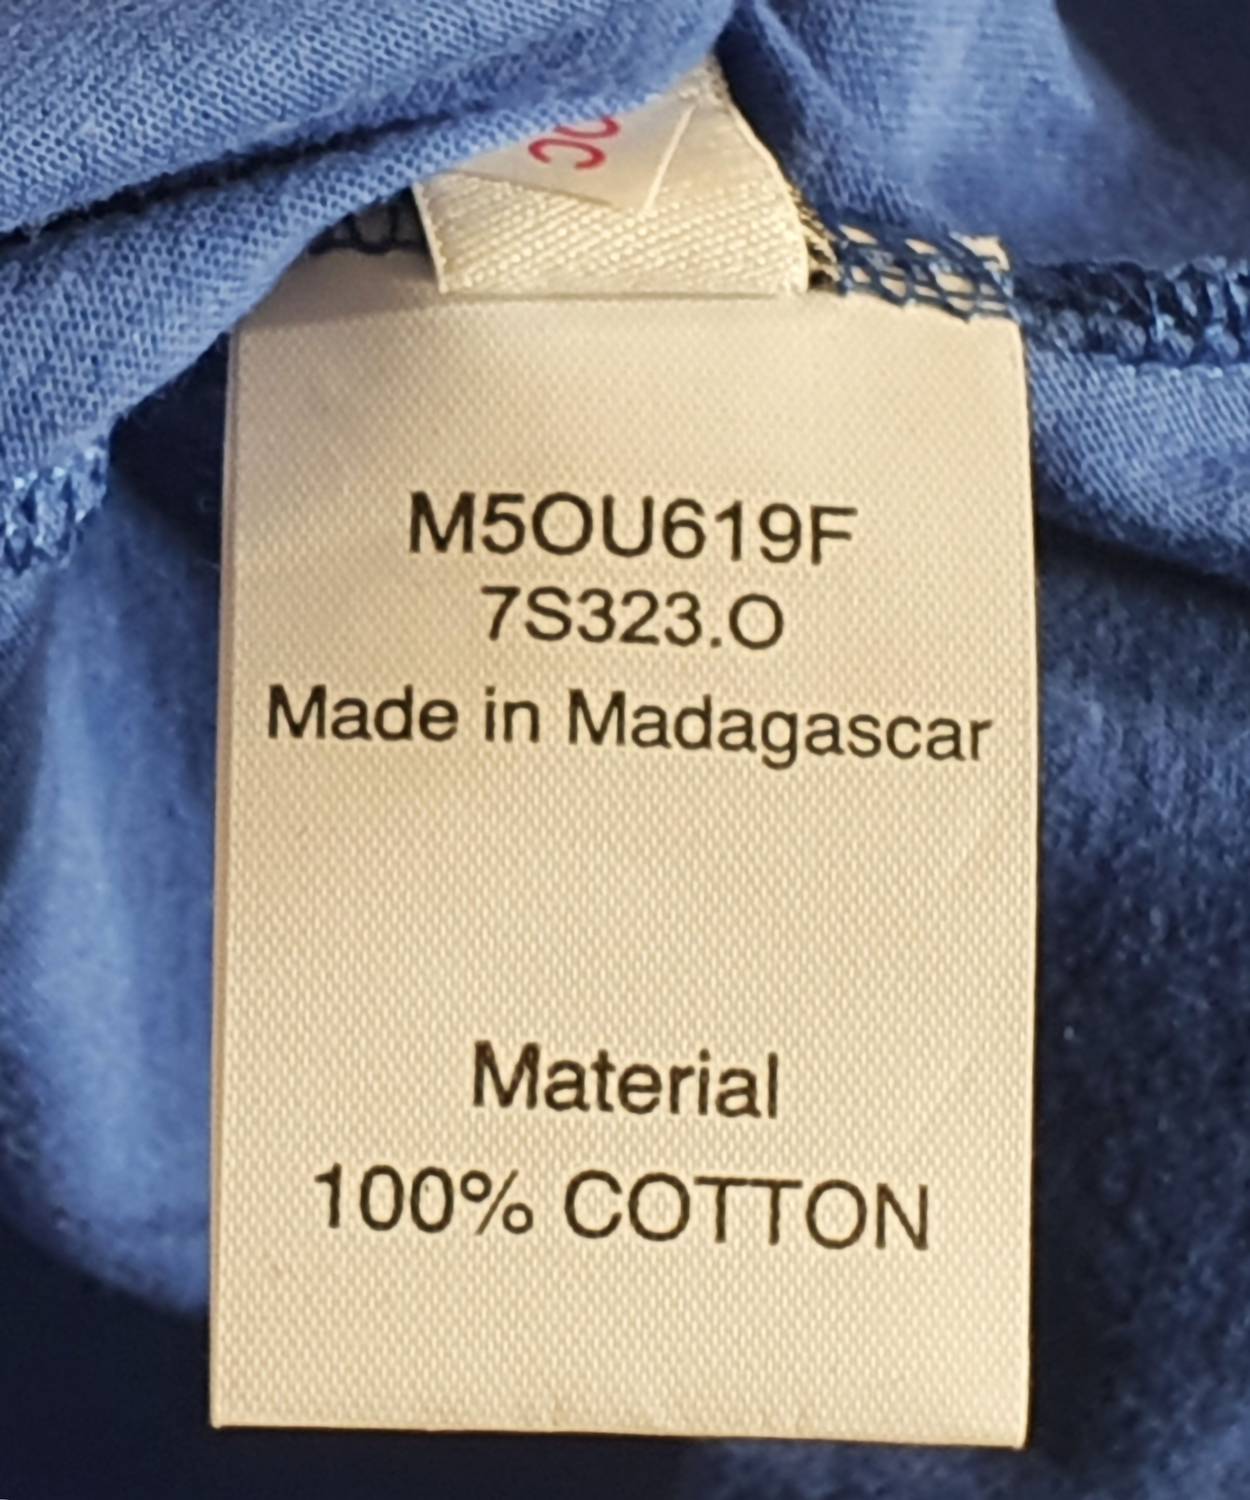 M5OU619F
7S323.O
Made in Madagascar
Material
100% COTTON